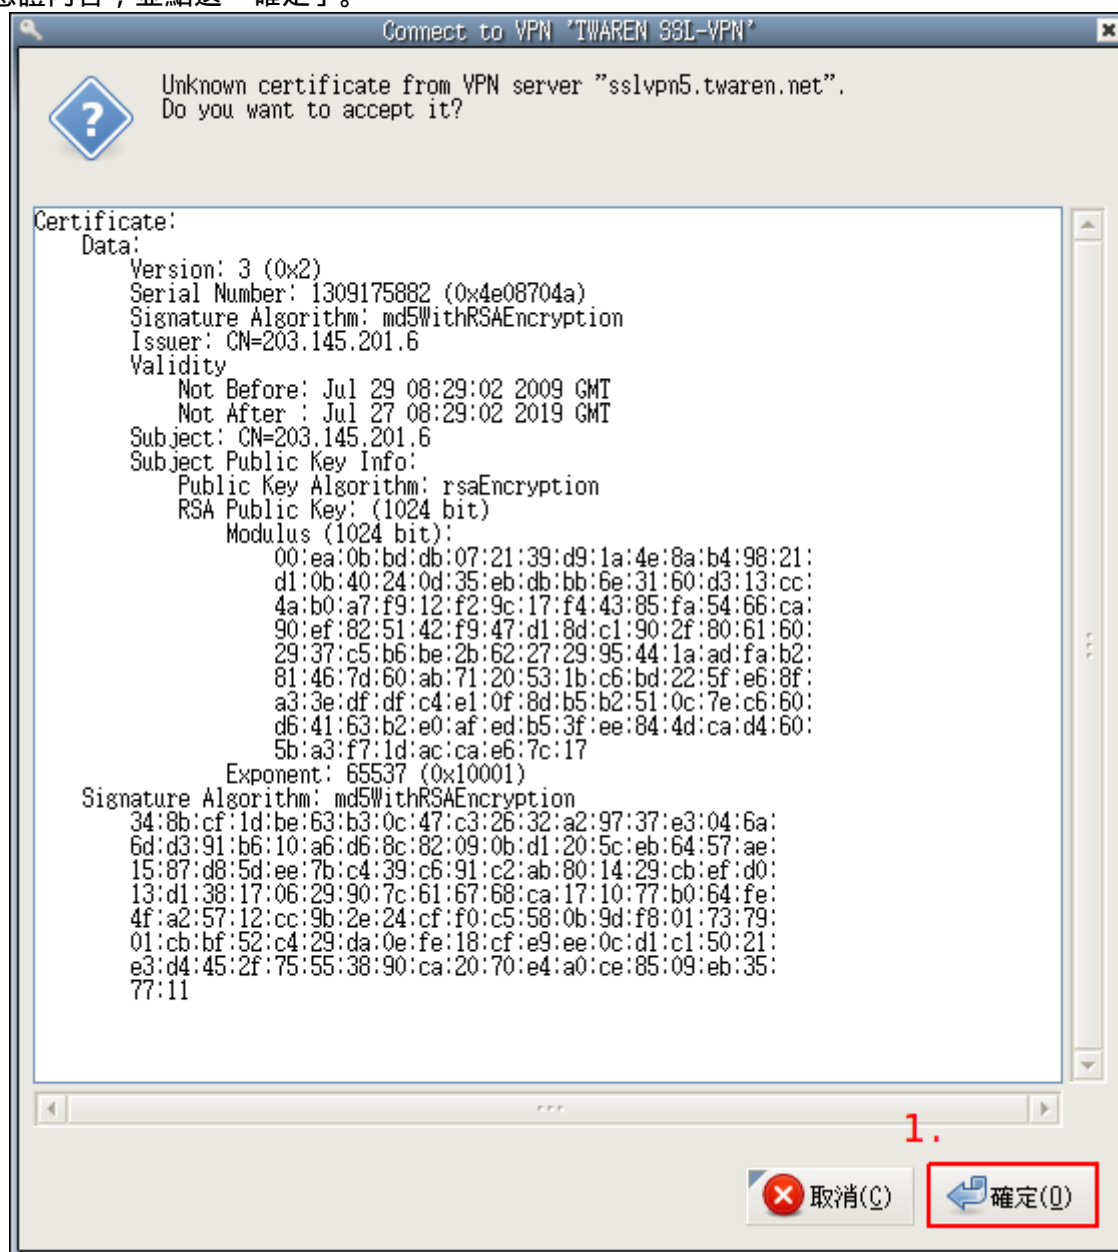 憑證內容，並點選「確定」。
Connect to VPN 'TWAREN SSL-VPN'
Unknown certificate from VPN server "sslvpn5.twaren.net".
Do you want to accept it?
Certificate:
Data:
Version: 3 (0x2)
Serial Number: 1309175882 (0x4e08704a)
Signature Algorithm: md5WithRSAEncryption
Issuer: CN=203.145.201.6
Validity
Not Before: Jul 29 08:29:02 2009 GMT
Not After : Jul 27 08:29:02 2019 GMT
Subject: CN=203.145.201.6
Subject Public Key Info:
Public Key Algorithm: rsaEncryption
RSA Public Key: (1024 bit)
Modulus (1024 bit):
00:ea:0b:bd:db:07:21:39:d9:1a:4e:8a:b4:98:21:
d1:0b:40:24:0d:35:eb:db:bb:6e:31:60:d3:13:cc:
4a:b0:a7:f9:12:f2:9c:17:f4:43:85:fa:54:66:ca:
90:ef:82:51:42:f9:47:d1:8d:c1:90:2f:80:61:60:
29:37:c5:b6:be:2b:62:27:29:95:44:1a:ad:fa:b2:
81:46:7d:60:ab:71:20:53:1b:c6:bd:22:5f:e6:8f:
a3:3e:df:df:c4:e1:0f:8d:b5:b2:51:0c:7e:c6:60:
d6:41:63:b2:e0:af:ed:b5:3f:ee:84:4d:ca:d4:60:
5b:a3:f7:1d:ac:ca:e6:7c:17
Exponent: 65537 (0x10001)
Signature Algorithm: md5WithRSAEncryption
34:8b:cf:1d:be:63:b3:0c:47:c3:26:32:a2:97:37:e3:04:6a:
6d:d3:91:b6:10:a6:d6:8c:82:09:0b:d1:20:5c:eb:64:57:ae:
15:87:d8:5d:ee:7b:c4:39:c6:91:c2:ab:80:14:29:cb:ef:d0:
13:d1:38:17:06:29:90:7c:61:67:68:ca:17:10:77:b0:64:fe:
4f:a2:57:12:cc:9b:2e:24:cf:f0:c5:58:0b:9d:f8:01:73:79:
01:cb:bf:52:c4:29:da:0e:fe:18:cf:e9:ee:0c:d1:c1:50:21:
e3:d4:45:2f:75:55:38:90:ca:20:70:e4:a0:ce:85:09:eb:35:
77:11
1.
取消(C)
確定(O)